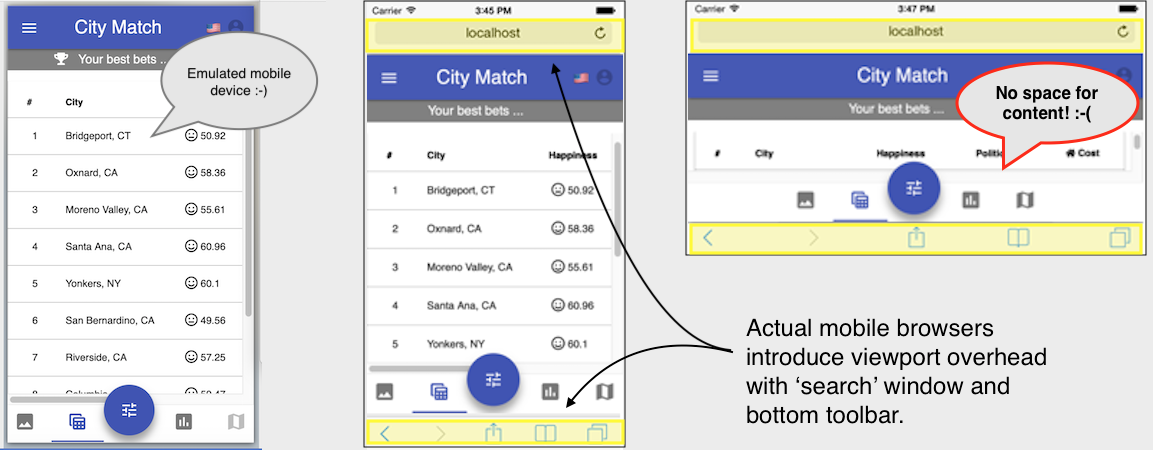 City Match
Your best bets ...
Emulated mobile
device :-)
# City
1 Bridgeport, CT 50.92
2 Oxnard, CA 58.36
3 Moreno Valley, CA 55.61
4 Santa Ana, CA 60.96
5 Yonkers, NY 60.1
6 San Bernardino, CA 49.56
7 Riverside, CA 57.25
Carrier 3:45 PM
localhost
City Match
Your best bets ...
# City Happiness
1 Bridgeport, CT 50.92
2 Oxnard, CA 58.36
3 Moreno Valley, CA 55.61
4 Santa Ana, CA 60.96
5 Yonkers, NY 60.1
Carrier 3:47 PM
localhost
City Match
Your best bets ...
No space for
content! :-(
# City Happiness Cost
Actual mobile browsers
introduce viewport overhead
with ‘search’ window and
bottom toolbar.